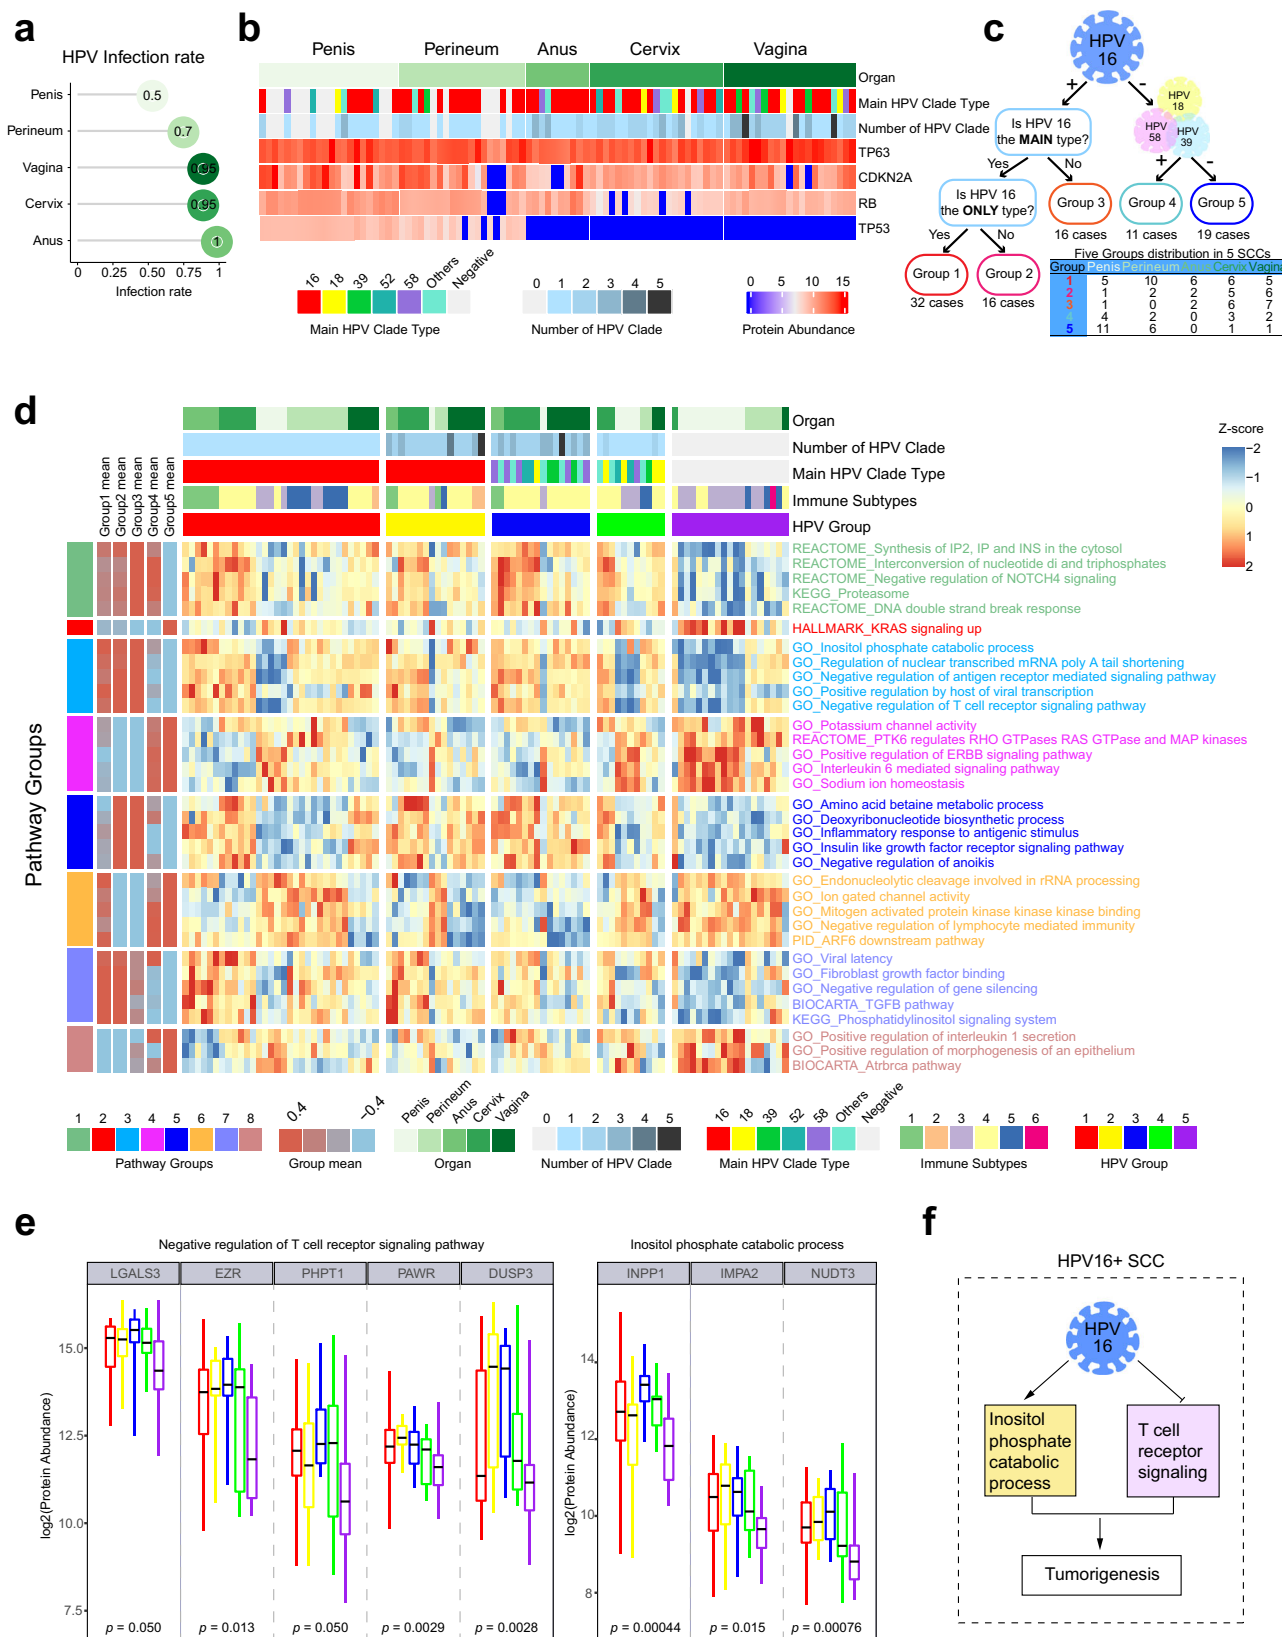 a
HPV Infection rate
Penis
0.5
Perineum
0.7
Vagina
0.95
Cervix
0.95
Anus
1
0 0.25 0.50 0.75 1
Infection rate
b
Penis Perineum Anus Cervix Vagina
Organ
Main HPV Clade Type
Number of HPV Clade
TP63
CDKN2A
RB
TP53
16 18 39 52 58 Others Negative
Main HPV Clade Type
0 1 2 3 4 5
Number of HPV Clade
0 5 10 15
Protein Abundance
c
HPV
16
+ -
HPV
18
HPV
58
HPV
39
Is HPV 16
the MAIN type?
+ -
Yes No
Is HPV 16
the ONLY type?
Group 3
Group 4
Group 5
16 cases 11 cases 19 cases
Yes No
Group 1
Group 2
32 cases 16 cases
Five Groups distribution in 5 SCCs
Group Penis Perineum Anus Cervix Vagina
1 5 10 6 6 5
2 1 2 2 5 6
3 1 0 2 6 7
4 4 2 0 3 2
5 11 6 0 1 1
d
Organ
Number of HPV Clade
Main HPV Clade Type
Immune Subtypes
HPV Group
Z-score
−2
−1
0
1
2
Group1 mean
Group2 mean
Group3 mean
Group4 mean
Group5 mean
Pathway Groups
REACTOME_Synthesis of IP2, IP and INS in the cytosol
REACTOME_Interconversion of nucleotide di and triphosphates
REACTOME_Negative regulation of NOTCH4 signaling
KEGG_Proteasome
REACTOME_DNA double strand break response
HALLMARK_KRAS signaling up
GO_Inositol phosphate catabolic process
GO_Regulation of nuclear transcribed mRNA poly A tail shortening
GO_Negative regulation of antigen receptor mediated signaling pathway
GO_Positive regulation by host of viral transcription
GO_Negative regulation of T cell receptor signaling pathway
GO_Potassium channel activity
REACTOME_PTK6 regulates RHO GTPases RAS GTPase and MAP kinases
GO_Positive regulation of ERBB signaling pathway
GO_Interleukin 6 mediated signaling pathway
GO_Sodium ion homeostasis
GO_Amino acid betaine metabolic process
GO_Deoxyribonucleotide biosynthetic process
GO_Inflammatory response to antigenic stimulus
GO_Insulin like growth factor receptor signaling pathway
GO_Negative regulation of anoikis
GO_Endonucleolytic cleavage involved in rRNA processing
GO_Ion gated channel activity
GO_Mitogen activated protein kinase kinase kinase binding
GO_Negative regulation of lymphocyte mediated immunity
PID_ARF6 downstream pathway
GO_Viral latency
GO_Fibroblast growth factor binding
GO_Negative regulation of gene silencing
BIOCARTA_TGFB pathway
KEGG_Phosphatidylinositol signaling system
GO_Positive regulation of interleukin 1 secretion
GO_Positive regulation of morphogenesis of an epithelium
BIOCARTA_Atrbrca pathway
1 2 3 4 5 6 7 8
Pathway Groups
0.4 −0.4
Group mean
Penis Perineum Anus Cervix Vagina
Organ
0 1 2 3 4 5
Number of HPV Clade
16 18 39 52 58 Others Negative
Main HPV Clade Type
1 2 3 4 5 6
Immune Subtypes
1 2 3 4 5
HPV Group
e
Negative regulation of T cell receptor signaling pathway
LGALS3 EZR PHPT1 PAWR DUSP3
log2(Protein Abundance)
15.0
12.5
10.0
7.5
p = 0.050 p = 0.013 p = 0.050 p = 0.0029 p = 0.0028
Inositol phosphate catabolic process
INPP1 IMPA2 NUDT3
log2(Protein Abundance)
14
12
10
8
p = 0.00044 p = 0.015 p = 0.00076
f
HPV16+ SCC
HPV
16
Inositol
phosphate
catabolic
process
T cell
receptor
signaling
Tumorigenesis